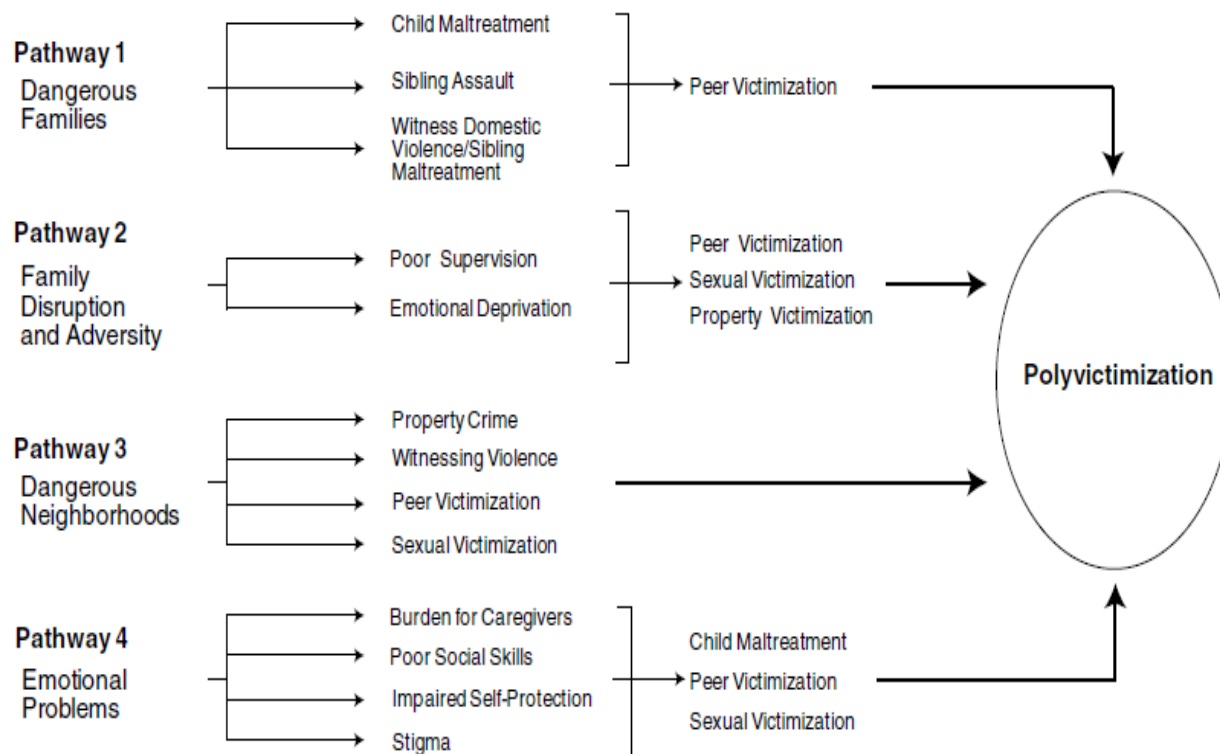 Pathway 1
Dangerous
Families
Child Maltreatment
Sibling Assault
Witness Domestic
Violence/Sibling
Maltreatment
Peer Victimization
Pathway 2
Family
Disruption
and Adversity
Poor Supervision
Emotional Deprivation
Peer Victimization
Sexual Victimization
Property Victimization
Polyvictimization
Pathway 3
Dangerous
Neighborhoods
Property Crime
Witnessing Violence
Peer Victimization
Sexual Victimization
Pathway 4
Emotional
Problems
Burden for Caregivers
Poor Social Skills
Impaired Self-Protection
Stigma
Child Maltreatment
Peer Victimization
Sexual Victimization